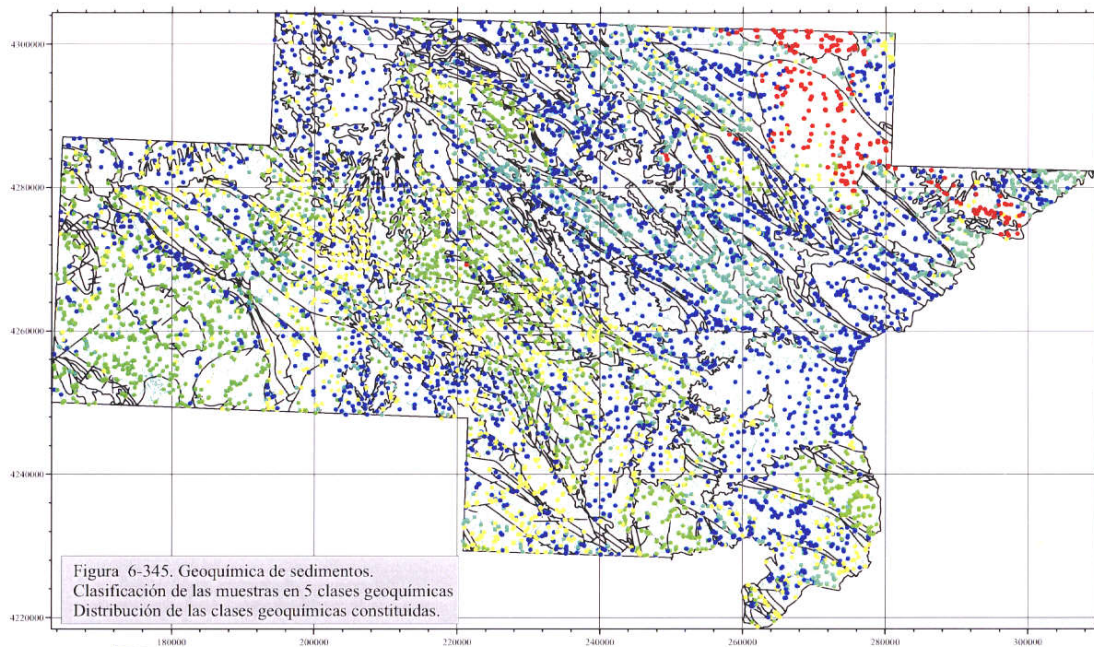 4300000
4280000
4260000
4240000
4220000
Figura 6-345. Geoquímica de sedimentos.
Clasificación de las muestras en 5 clases geoquímicas
Distribución de las clases geoquímicas constituidas.
180000 200000 220000 240000 260000 280000 300000